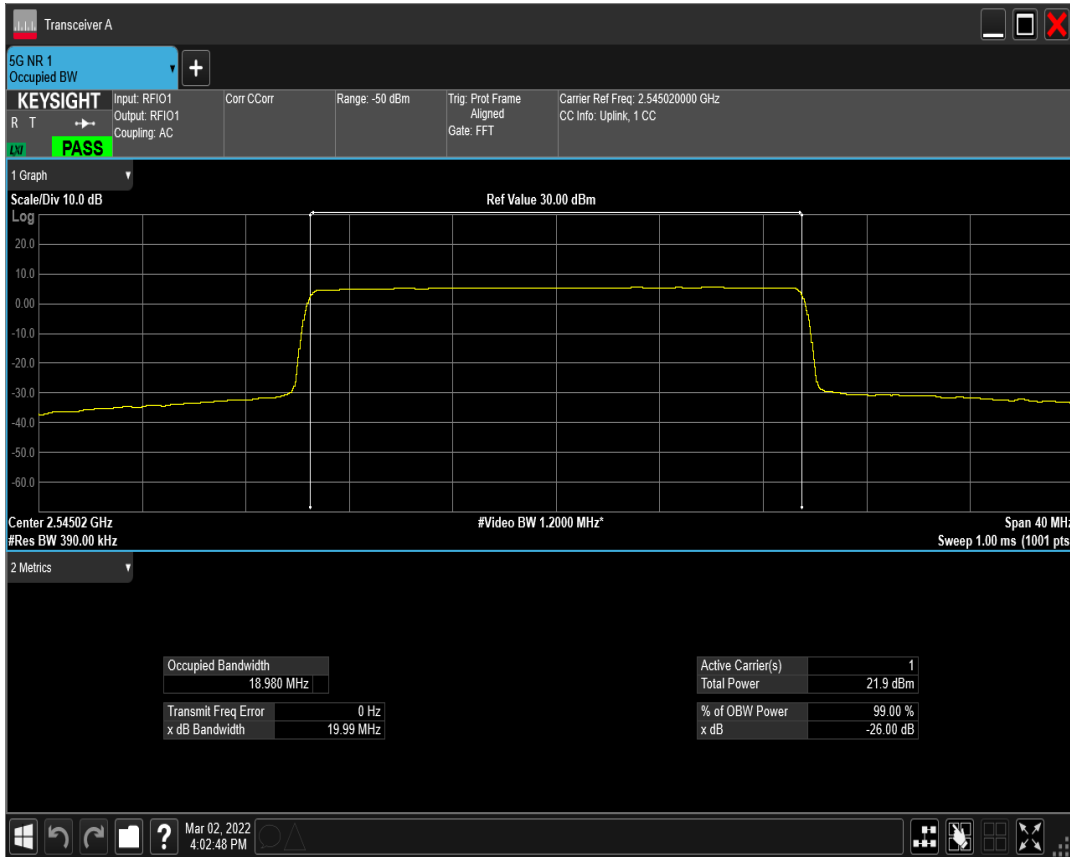 Transceiver A
5G NR 1
Occupied BW
KEYSIGHT
R T
LXI
PASS
Input: RFIO1
Output: RFIO1
Coupling: AC
Corr CCorr
Range: -50 dBm
Trig: Prot Frame
Aligned
Gate: FFT
Carrier Ref Freq: 2.545020000 GHz
CC Info: Uplink, 1 CC
1 Graph
Scale/Div 10.0 dB
Ref Value 30.00 dBm
Log
20.0
10.0
0.00
-10.0
-20.0
-30.0
-40.0
-50.0
-60.0
Center 2.54502 GHz
#Video BW 1.2000 MHz*
Span 40 MHz
#Res BW 390.00 kHz
Sweep 1.00 ms (1001 pts
2 Metrics
Occupied Bandwidth
18.980 MHz
Transmit Freq Error 0 Hz
x dB Bandwidth 19.99 MHz
Active Carrier(s) 1
Total Power 21.9 dBm
% of OBW Power 99.00 %
x dB -26.00 dB
?
Mar 02, 2022
4:02:48 PM